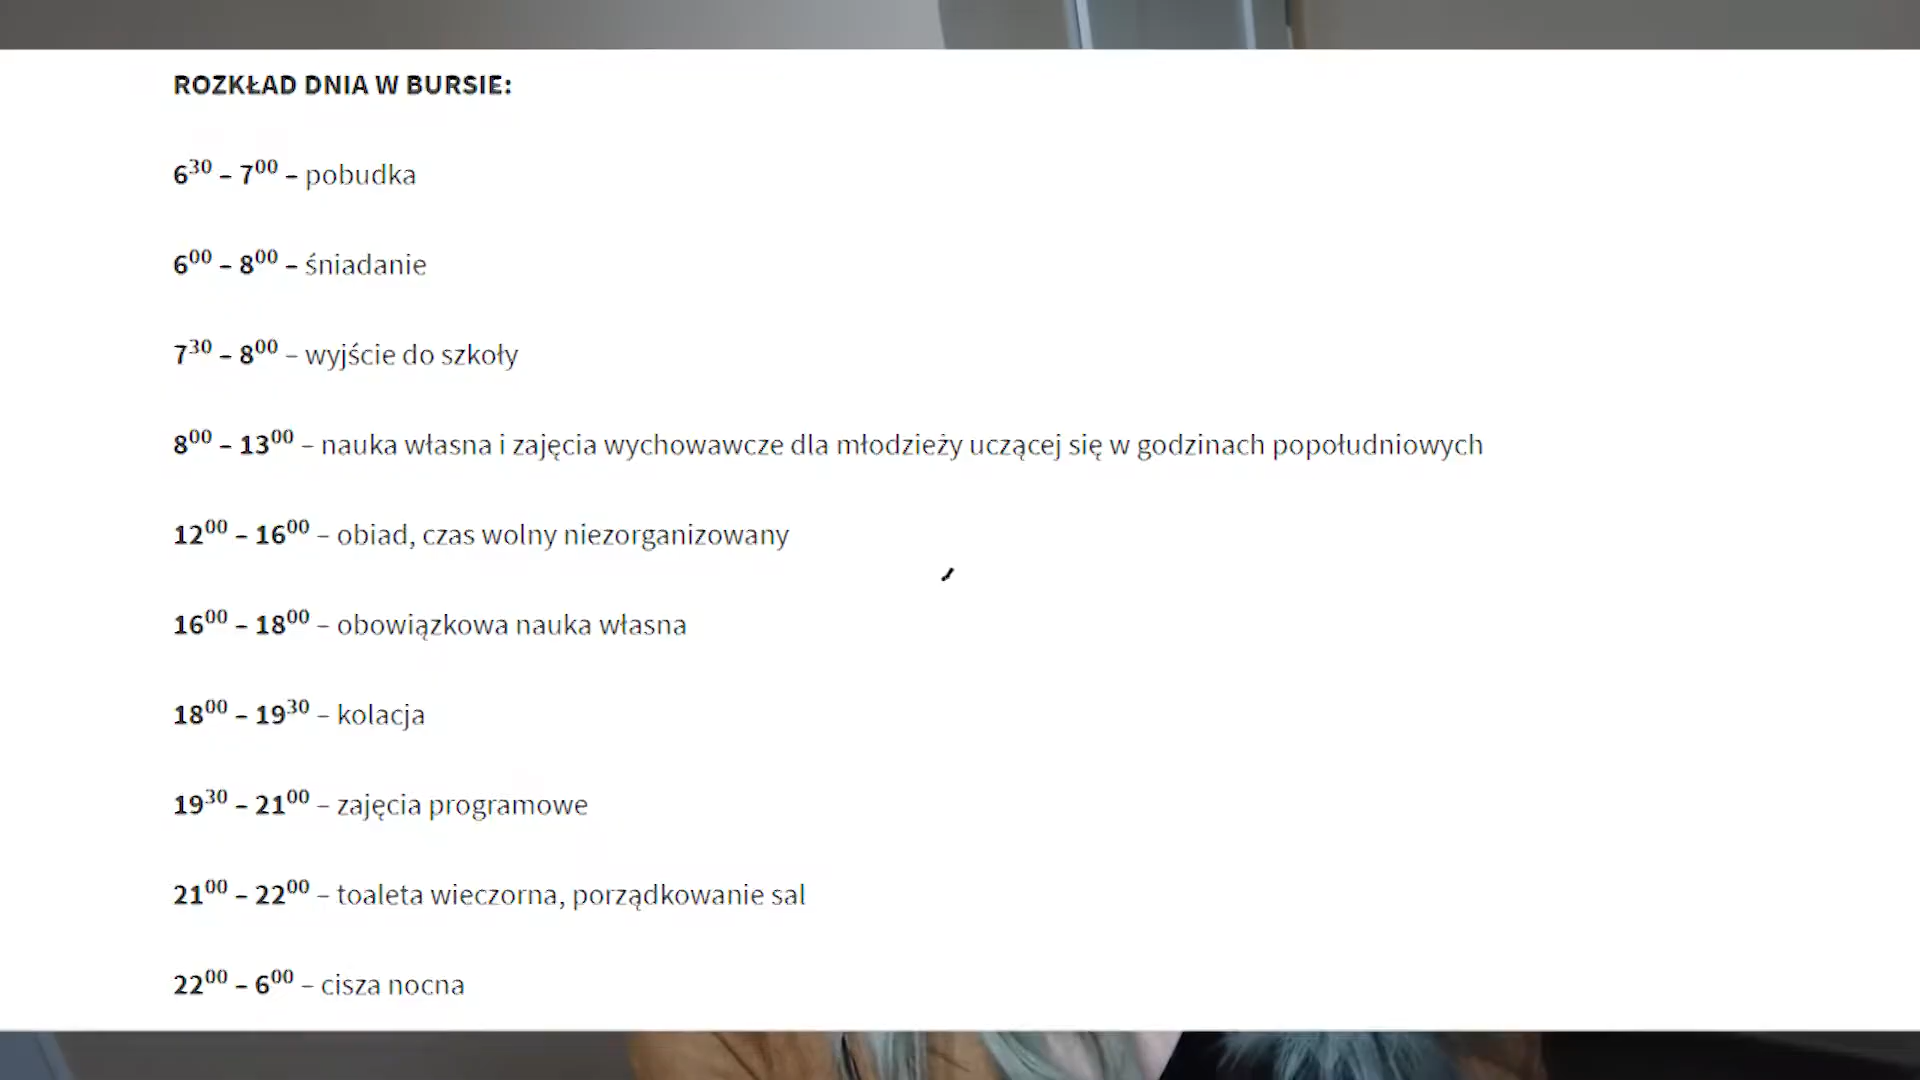 ROZKŁAD DNIA W BURSIE:
6³⁰ – 7⁰⁰ – pobudka
6⁰⁰ – 8⁰⁰ – śniadanie
7³⁰ – 8⁰⁰ – wyjście do szkoły
8⁰⁰ – 13⁰⁰ – nauka własna i zajęcia wychowawcze dla młodzieży uczącej się w godzinach popołudniowych
12⁰⁰ – 16⁰⁰ – obiad, czas wolny niezorganizowany
16⁰⁰ – 18⁰⁰ – obowiązkowa nauka własna
18⁰⁰ – 19³⁰ – kolacja
19³⁰ – 21⁰⁰ – zajęcia programowe
21⁰⁰ – 22⁰⁰ – toaleta wieczorna, porządkowanie sal
22⁰⁰ – 6⁰⁰ – cisza nocna